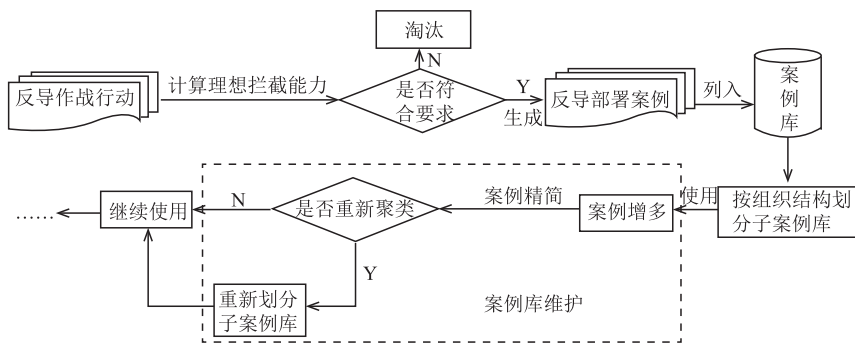 淘汰
N
反导作战行动
计算理想拦截能力
是否符
合要求
Y
生成
反导部署案例
列入
案
例
库
按组织结构划
分子案例库
使用
案例增多
案例精简
是否重新聚类
N
继续使用
……
Y
重新划分
子案例库
案例库维护